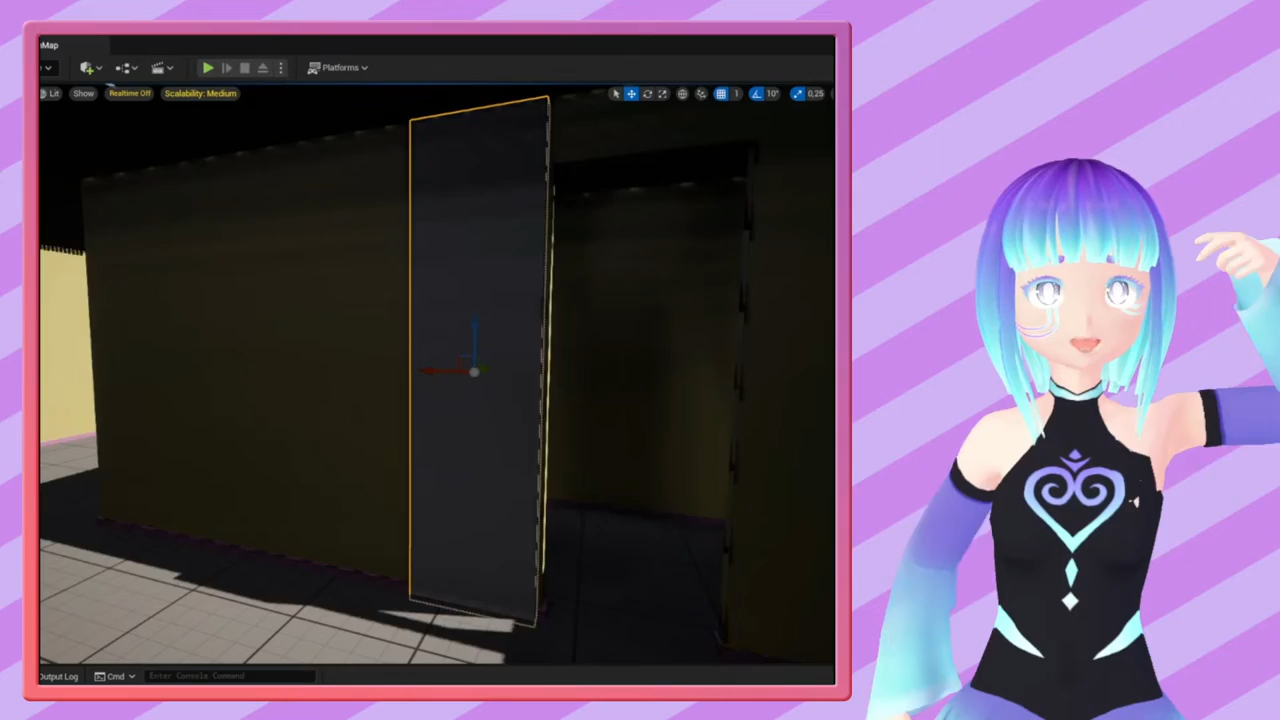 Map
Platforms
Lit
Show
Realtime Off
Scalability: Medium
1
10°
0,25
Output Log
Cmd
Enter Console Command